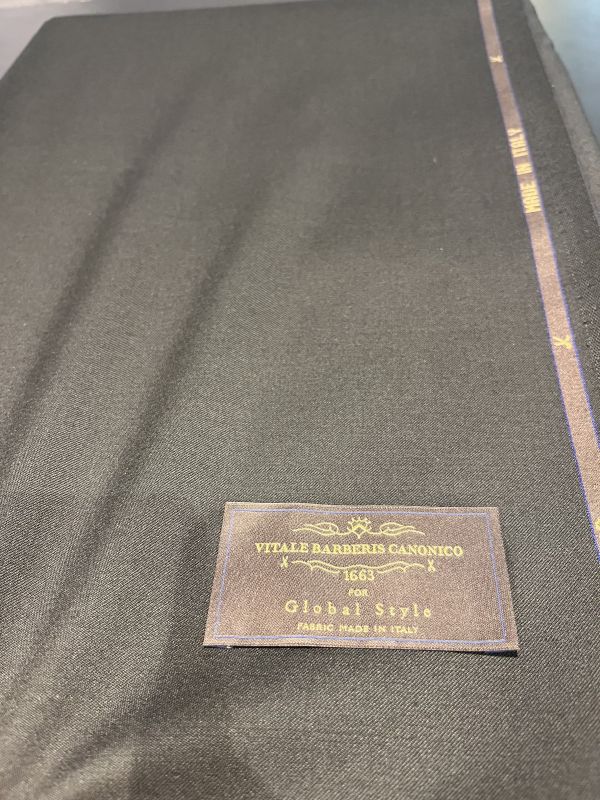 MADE IN ITALY
VITALE BARBERIS CANONICO
1663
FOR
Global Style
FABRIC MADE IN ITALY